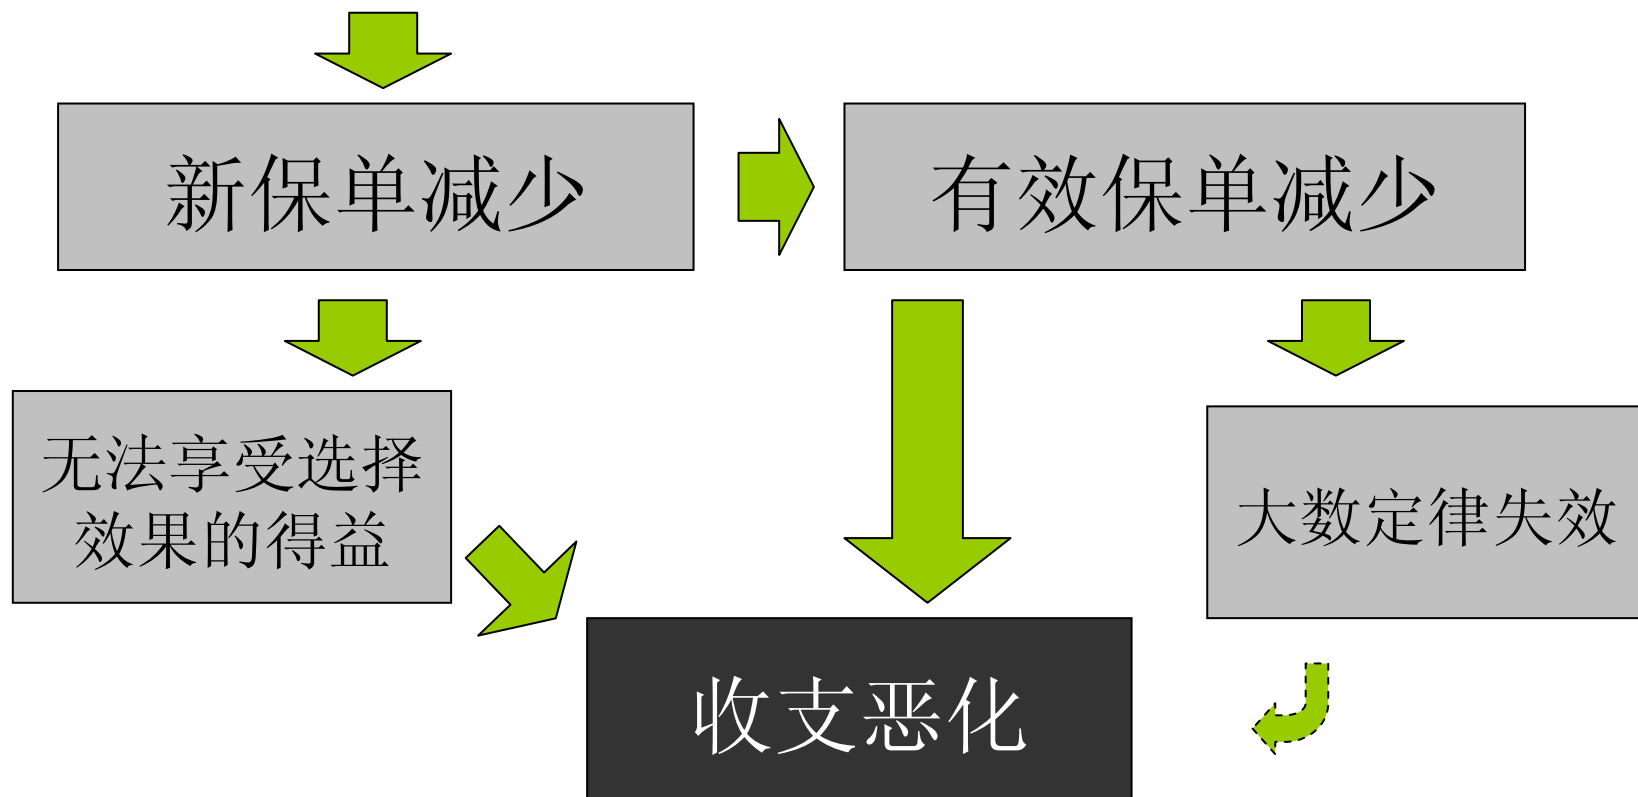 新保单减少
有效保单减少
无法享受选择
效果的得益
大数定律失效
收支恶化